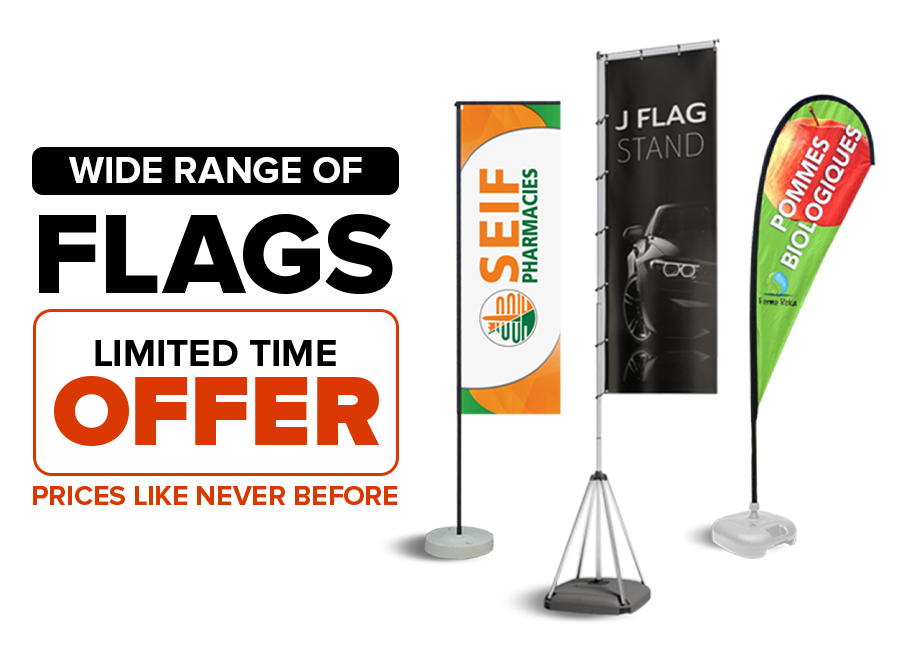 WIDE RANGE OF
FLAGS
LIMITED TIME
OFFER
PRICES LIKE NEVER BEFORE
SEIF
PHARMACIES
J FLAG
STAND
POMMES
BIOLOGIQUES